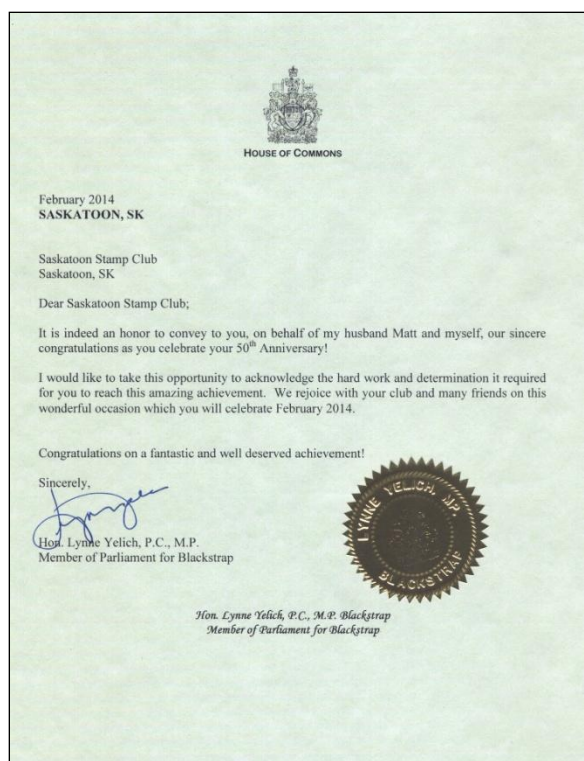 HOUSE OF COMMONS
February 2014
SASKATOON, SK
Saskatoon Stamp Club
Saskatoon, SK
Dear Saskatoon Stamp Club;
It is indeed an honor to convey to you, on behalf of my husband Matt and myself, our sincere
congratulations as you celebrate your 50th Anniversary!
I would like to take this opportunity to acknowledge the hard work and determination it required
for you to reach this amazing achievement. We rejoice with your club and many friends on this
wonderful occasion which you will celebrate February 2014.
Congratulations on a fantastic and well deserved achievement!
Sincerely,
Hon. Lynne Yelich, P.C., M.P.
Member of Parliament for Blackstrap
LYNNE YELICH, M.P.
BLACKSTRAP
Hon. Lynne Yelich, P.C., M.P. Blackstrap
Member of Parliament for Blackstrap